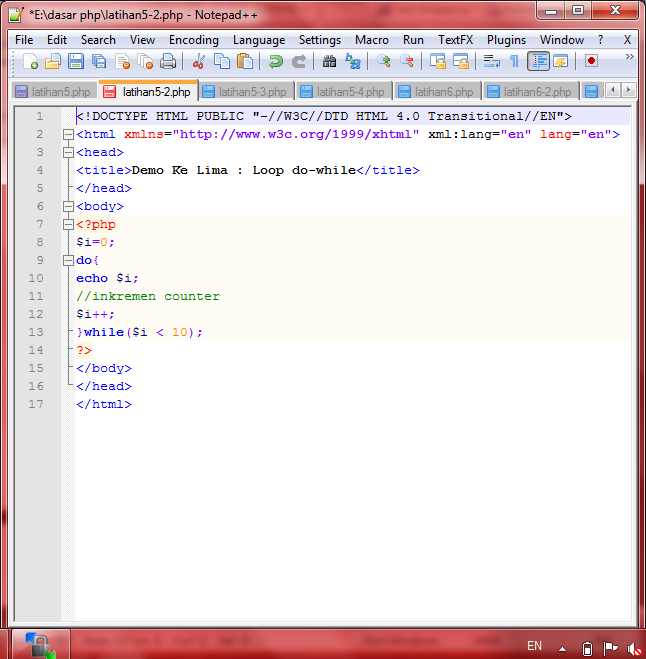 *E:\dasar php\latihan5-2.php - Notepad++
File Edit Search View Encoding Language Settings Macro Run TextFX Plugins Window ? X
latihan5.php latihan5-2.php latihan5-3.php latihan5-4.php latihan6.php latihan6-2.php
1 <!DOCTYPE HTML PUBLIC "-//W3C//DTD HTML 4.0 Transitional//EN">
2 <html xmlns="http://www.w3c.org/1999/xhtml" xml:lang="en" lang="en">
3 <head>
4 <title>Demo Ke Lima : Loop do-while</title>
5 </head>
6 <body>
7 <?php
8 $i=0;
9 do{
10 echo $i;
11 //inkremen counter
12 $i++;
13 }while($i < 10);
14 ?>
15 </body>
16 </head>
17 </html>
EN